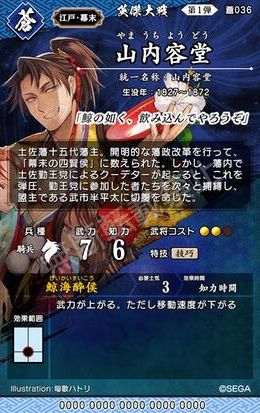 蒼
江戸・幕末
英傑大戦
第1弾
蒼036
やまうちようどう
山内容堂
統一名称:山内容堂
生没年:1827~1872
「鯨の如く、飲み込んでやろうぞ」
土佐藩十五代藩主。開明的な藩政改革を行って、
「幕末の四賢侯」に数えられた。しかし、藩内で
土佐勤王党によるクーデターが起こると、これを
弾圧。勤王党に参加した者たちを次々と捕縛し、
盟主である武市半平太に切腹を命じた。
兵種
騎兵
武力
7
知力
6
武将コスト
特技
技巧
げいかいすいこう
鯨海酔侯
必要士気
3
効果時間
知力時間
武力が上がる。ただし移動速度が下がる
効果範囲
Illustration:獏歌ハトリ
©SEGA
0000-0000-0000-0000-0000